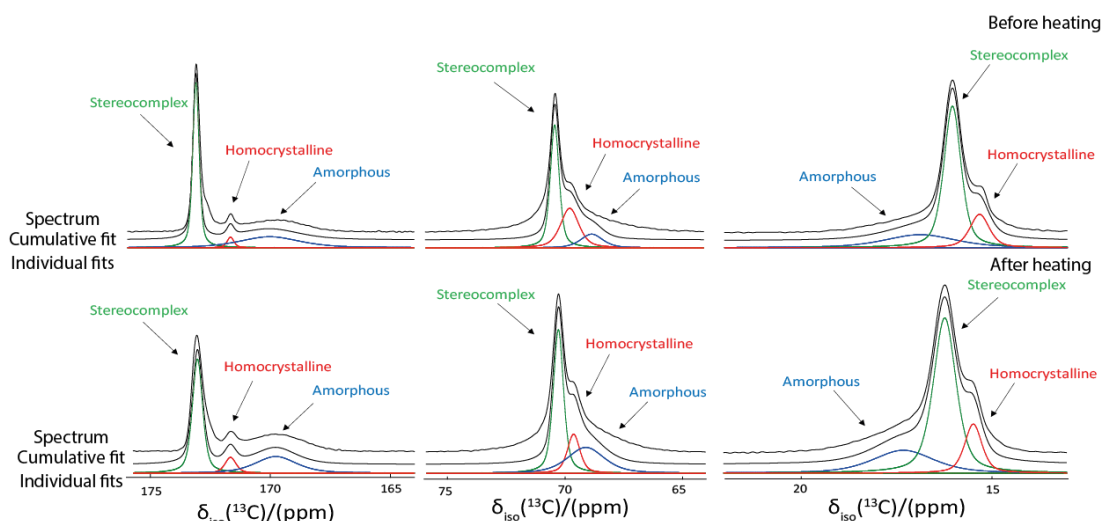 Before heating
Stereocomplex
Homocrystalline
Amorphous
Stereocomplex
Homocrystalline
Amorphous
Stereocomplex
Homocrystalline
Amorphous
Spectrum
Cumulative fit
Individual fits
After heating
Stereocomplex
Homocrystalline
Amorphous
Stereocomplex
Homocrystalline
Amorphous
Stereocomplex
Homocrystalline
Amorphous
Spectrum
Cumulative fit
Individual fits
175 170 165
75 70 65
20 15
δiso(¹³C)/(ppm)
δiso(¹³C)/(ppm)
δiso(¹³C)/(ppm)